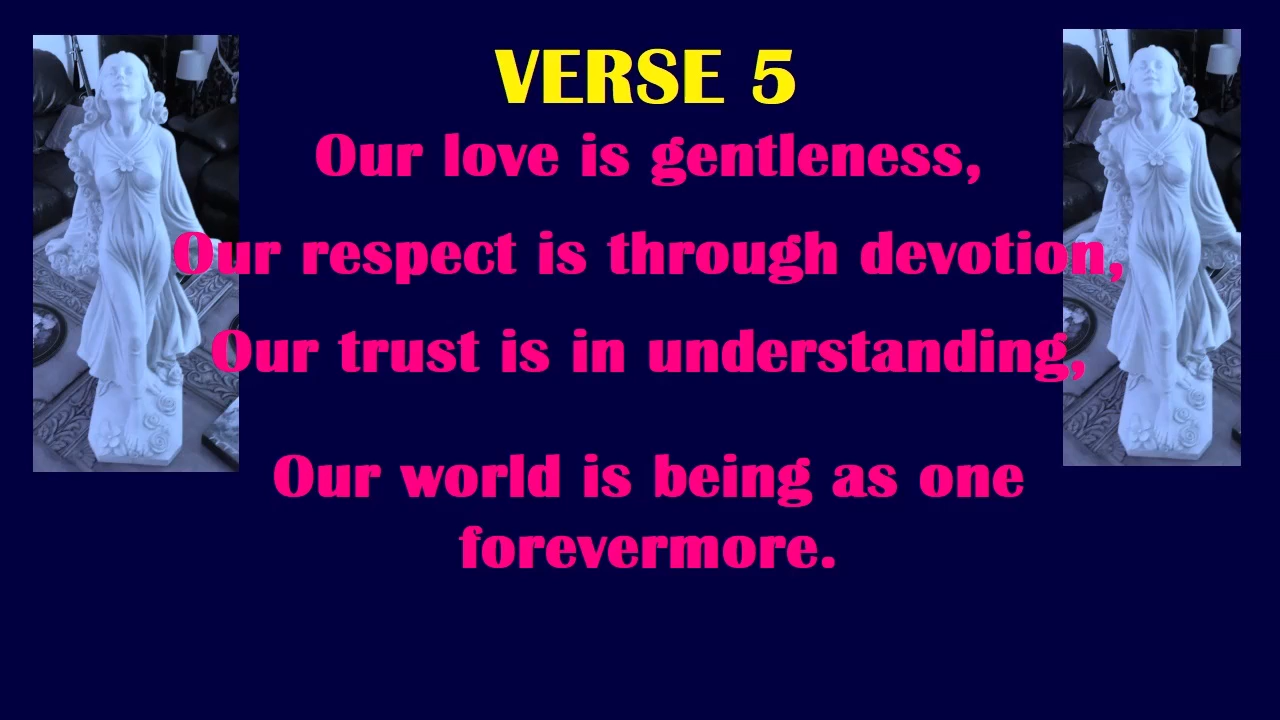 VERSE 5
Our love is gentleness,
Our respect is through devotion,
Our trust is in understanding,
Our world is being as one
forevermore.